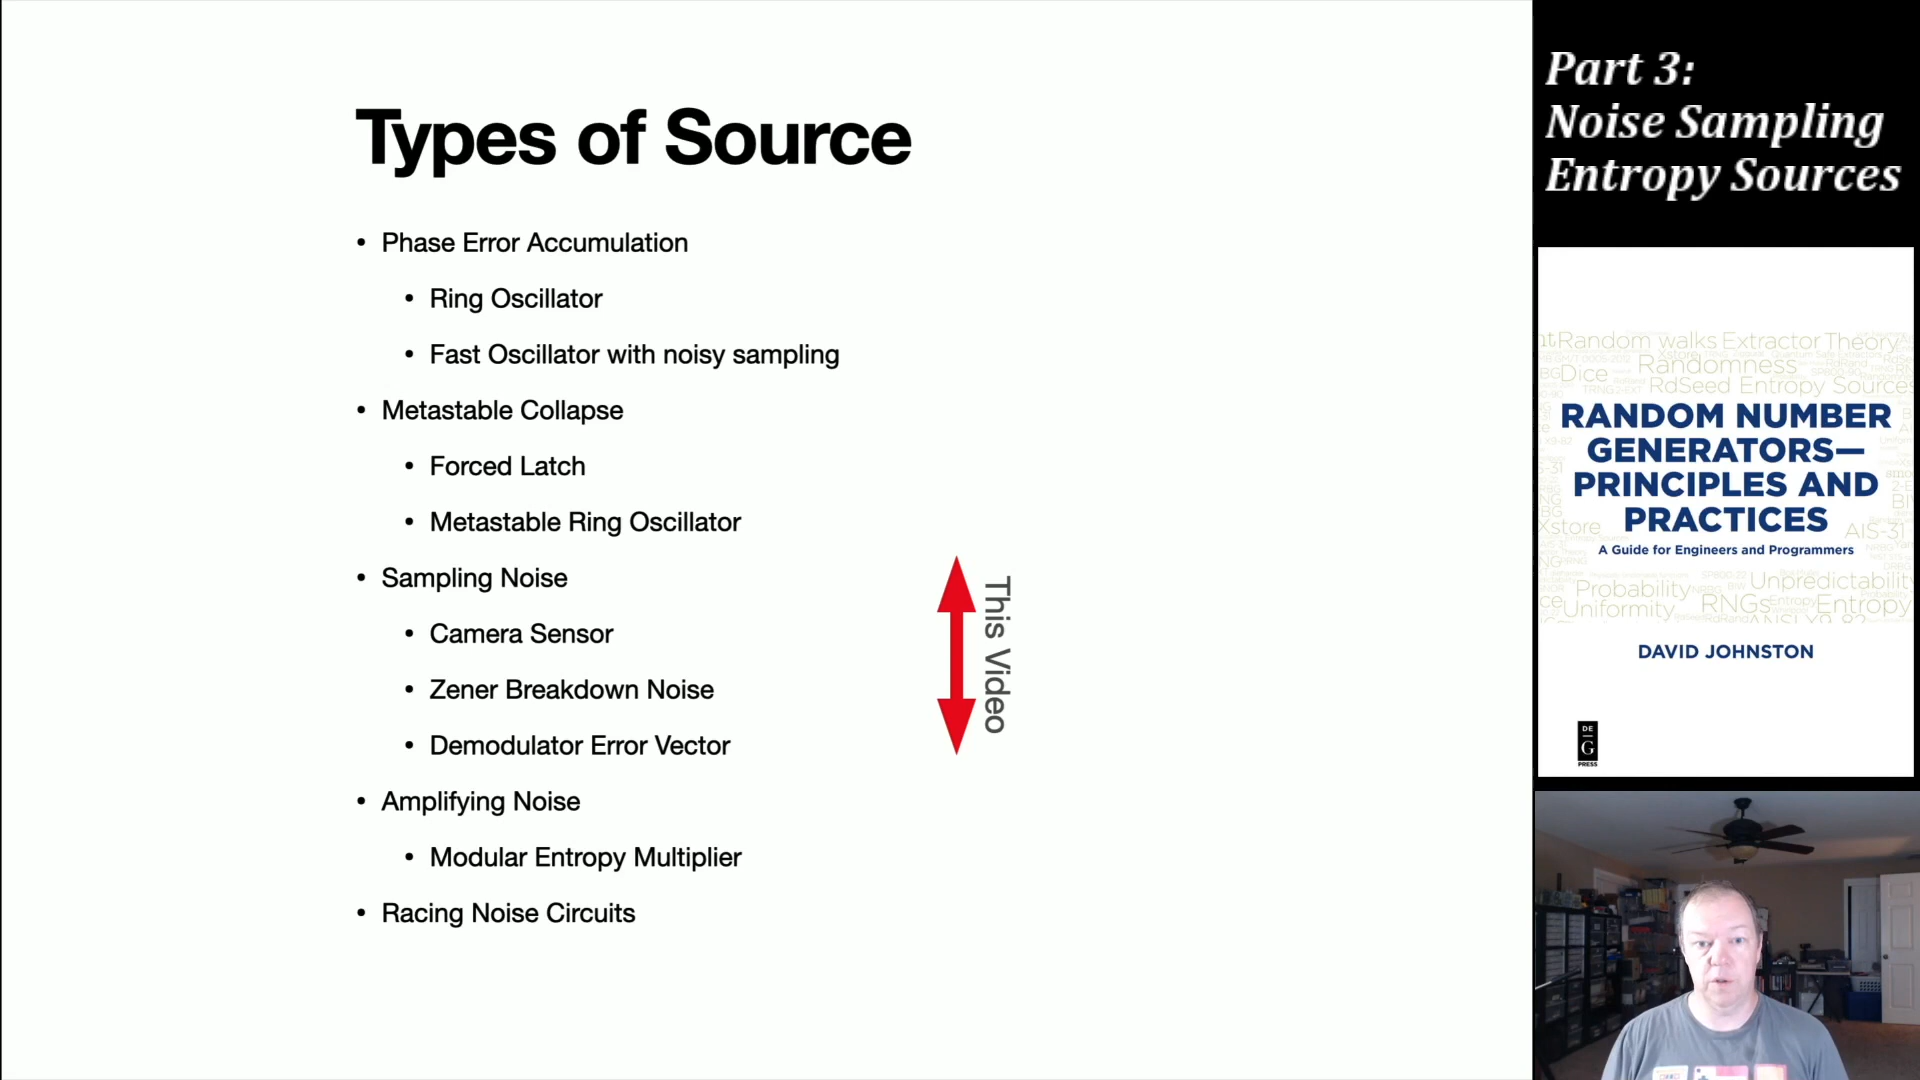 Types of Source
• Phase Error Accumulation
• Ring Oscillator
• Fast Oscillator with noisy sampling
• Metastable Collapse
• Forced Latch
• Metastable Ring Oscillator
• Sampling Noise
• Camera Sensor
• Zener Breakdown Noise
• Demodulator Error Vector
• Amplifying Noise
• Modular Entropy Multiplier
• Racing Noise Circuits
This Video
Part 3:
Noise Sampling
Entropy Sources
Random walks Extractor Theory
Randomness
Dice
RdSeed Entropy Sources
RANDOM NUMBER
GENERATORS—
PRINCIPLES AND
PRACTICES
Xstore
AIS-31
A Guide for Engineers and Programmers
Probability
Unpredictabilit
Uniformity
RNGs
Entropy
DAVID JOHNSTON
DE
G
PRESS